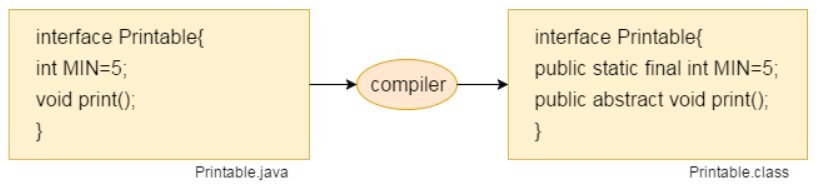 interface Printable{
int MIN=5;
void print();
}
Printable.java
compiler
interface Printable{
public static final int MIN=5;
public abstract void print();
}
Printable.class